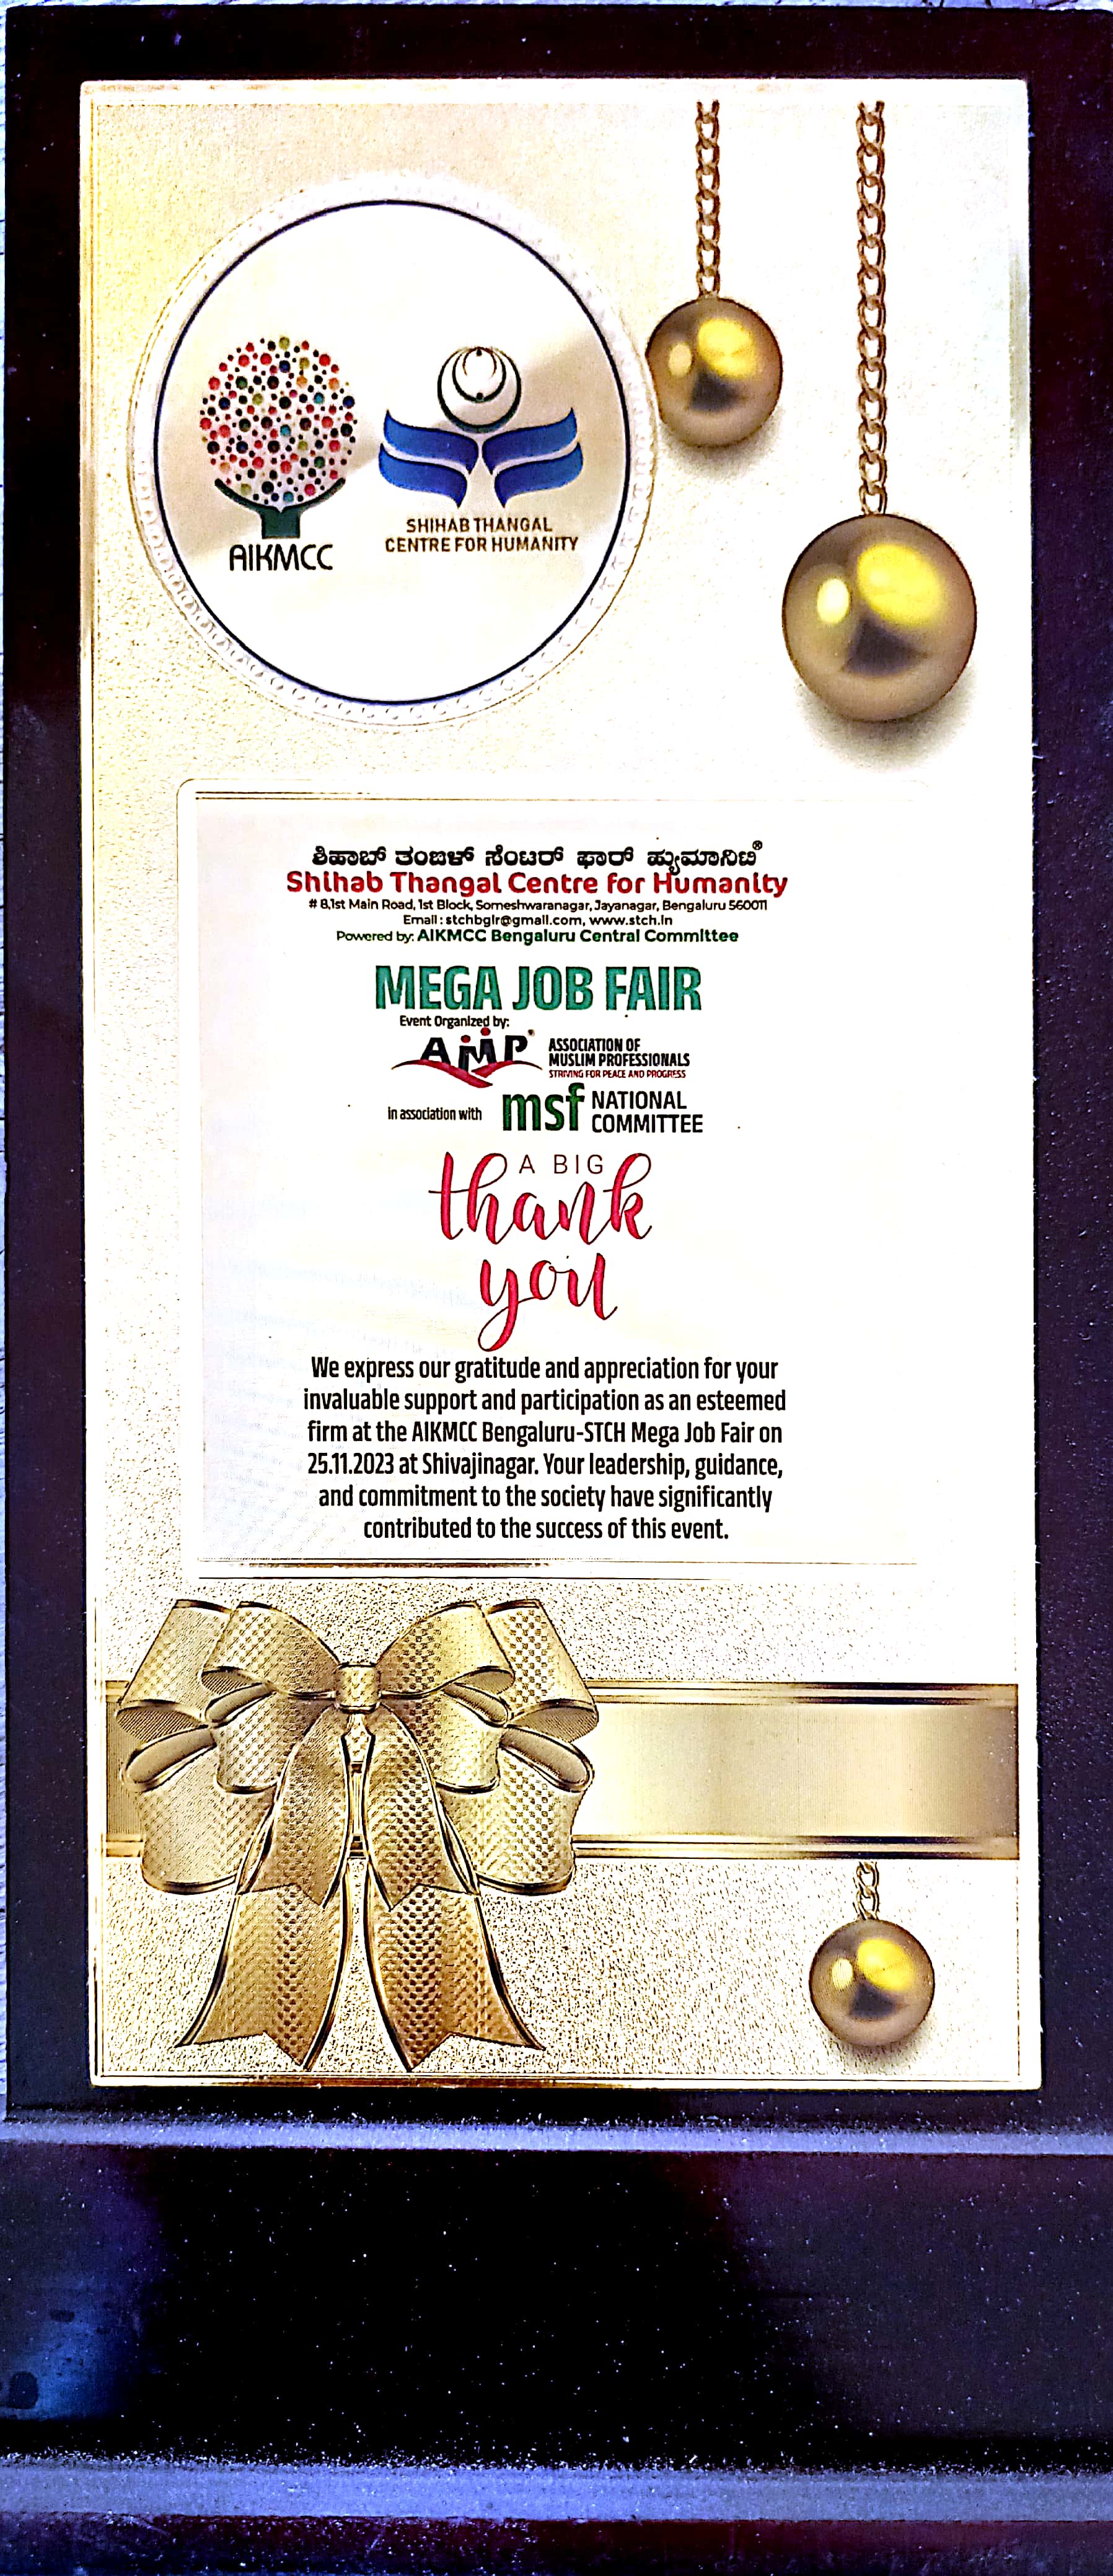 AIKMCC
SHIHAB THANGAL
CENTRE FOR HUMANITY
ಶಿಹಾಬ್ ತಂಙಳ್ ಸೆಂಟರ್ ಫಾರ್ ಹ್ಯುಮಾನಿಟಿ®
Shihab Thangal Centre for Humanity
# 8,1st Main Road, 1st Block, Someshwaranagar, Jayanagar, Bengaluru 560011
Email : stchbglr@gmail.com, www.stch.in
Powered by: AIKMCC Bengaluru Central Committee
MEGA JOB FAIR
Event Organized by:
AMP ASSOCIATION OF
MUSLIM PROFESSIONALS
STRIVING FOR PEACE AND PROGRESS
in association with msf NATIONAL
COMMITTEE
A BIG
thank
you
We express our gratitude and appreciation for your
invaluable support and participation as an esteemed
firm at the AIKMCC Bengaluru-STCH Mega Job Fair on
25.11.2023 at Shivajinagar. Your leadership, guidance,
and commitment to the society have significantly
contributed to the success of this event.